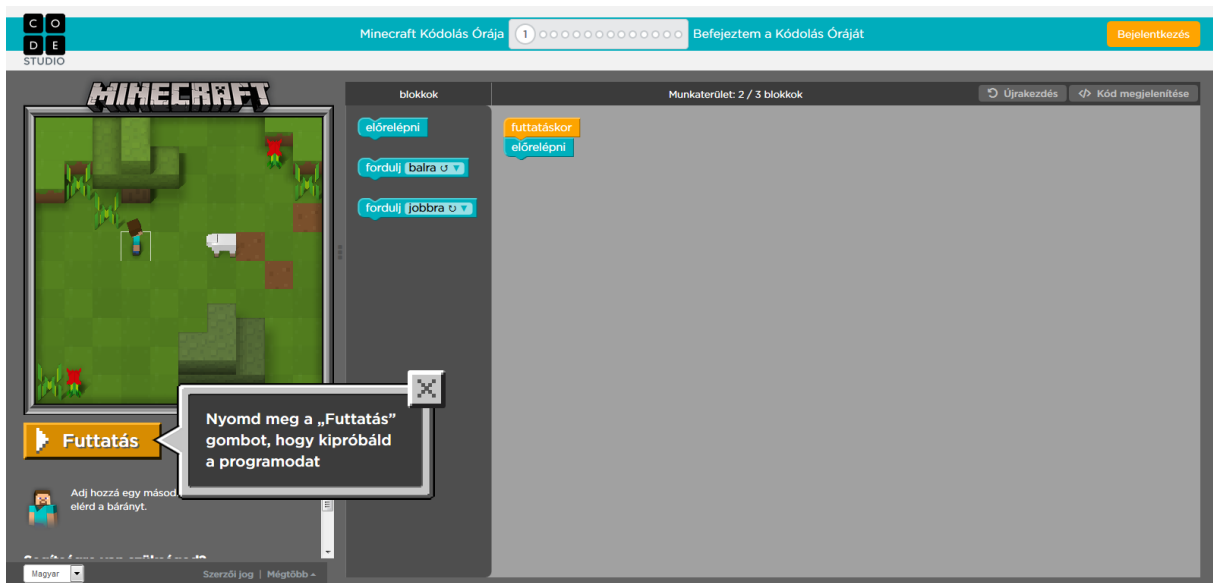 CODE
STUDIO
Minecraft Kódolás Órája
1
Befejeztem a Kódolás Óráját
Bejelentkezés
MINECRAFT
blokkok
Munkaterület: 2 / 3 blokkok
Újrakezdés
</> Kód megjelenítése
előrelépni
fordulj balra
fordulj jobbra
futtatáskor
előrelépni
Nyomd meg a „Futtatás”
gombot, hogy kipróbáld
a programodat
Futtatás
Adj hozzá egy másod
elérd a bárányt.
Magyar
Szerzői jog | Mégtöbb